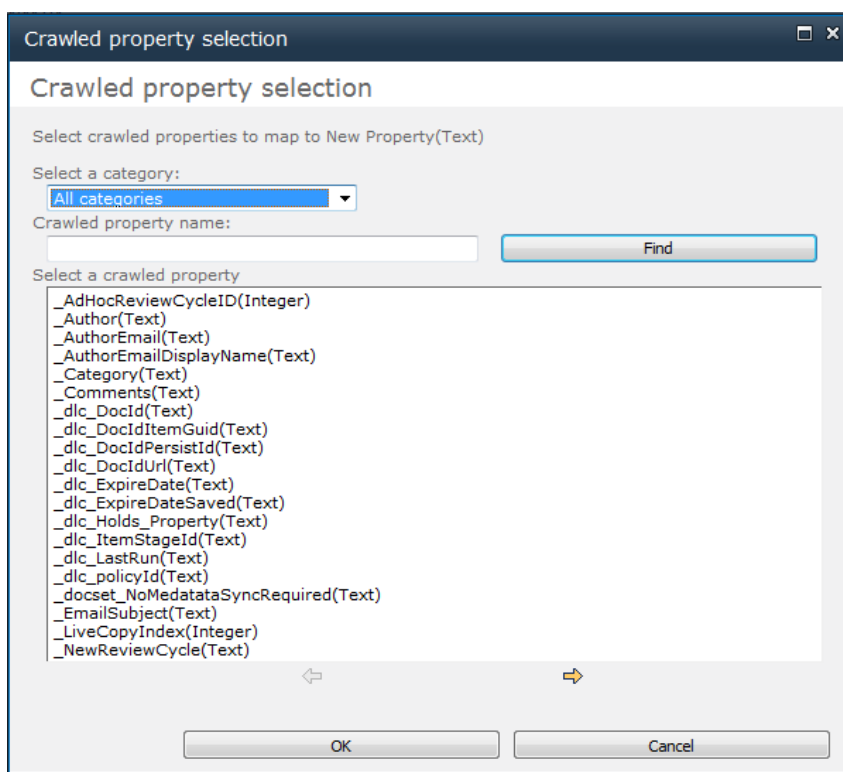 Crawled property selection
Crawled property selection
Select crawled properties to map to New Property(Text)
Select a category:
All categories
Crawled property name:
Find
Select a crawled property
_AdHocReviewCycleID(Integer)
_Author(Text)
_AuthorEmail(Text)
_AuthorEmailDisplayName(Text)
_Category(Text)
_Comments(Text)
_dlc_DocId(Text)
_dlc_DocIdItemGuid(Text)
_dlc_DocIdPersistId(Text)
_dlc_DocIdUrl(Text)
_dlc_ExpireDate(Text)
_dlc_ExpireDateSaved(Text)
_dlc_Holds_Property(Text)
_dlc_ItemStageId(Text)
_dlc_LastRun(Text)
_dlc_policyId(Text)
_docset_NoMedatataSyncRequired(Text)
_EmailSubject(Text)
_LiveCopyIndex(Integer)
_NewReviewCycle(Text)
OK
Cancel